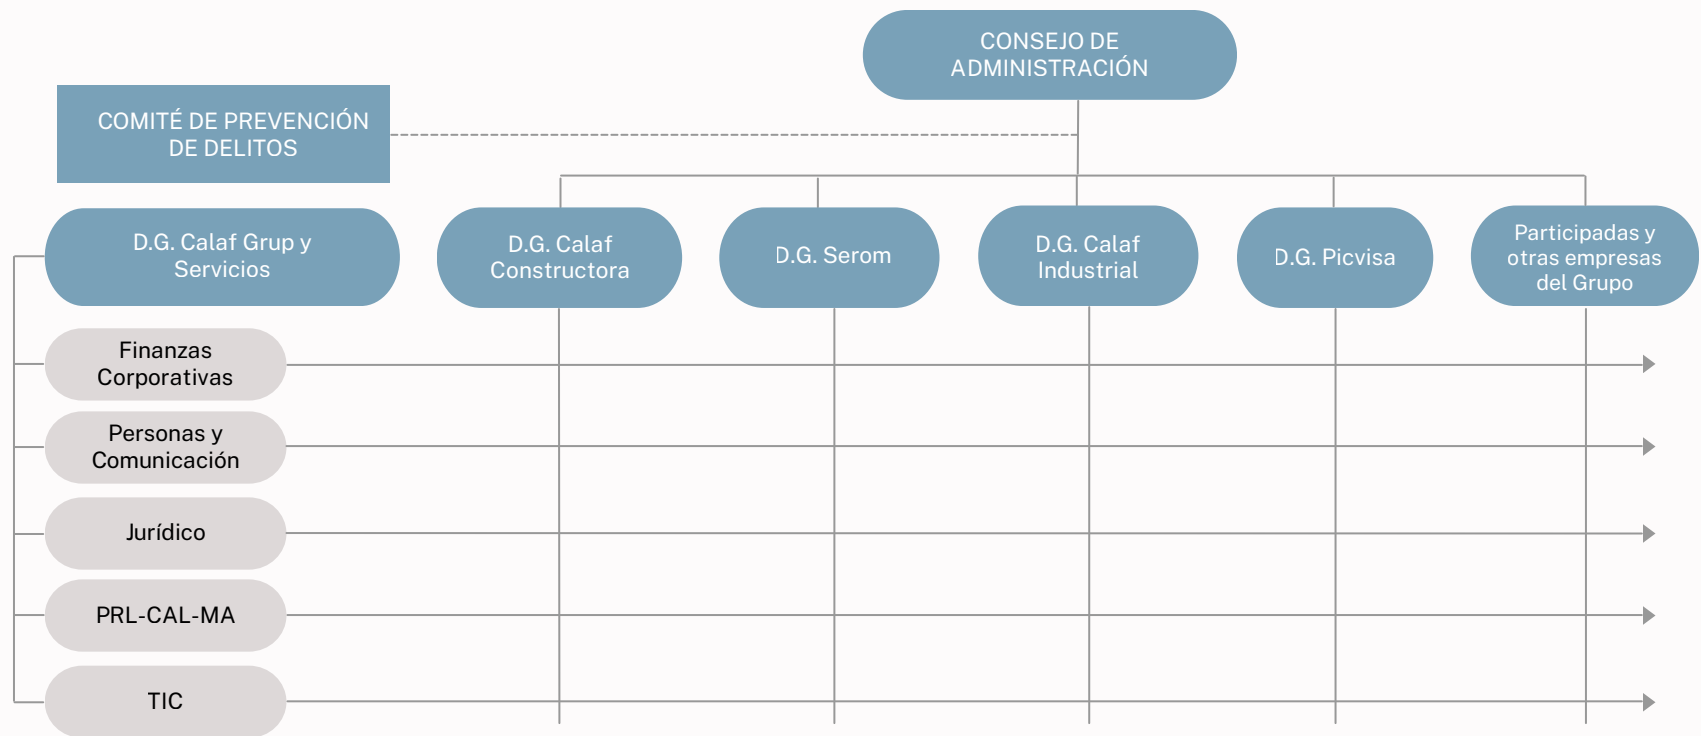 CONSEJO DE
ADMINISTRACIÓN
COMITÉ DE PREVENCIÓN
DE DELITOS
D.G. Calaf Grup y
Servicios
D.G. Calaf
Constructora
D.G. Serom
D.G. Calaf
Industrial
D.G. Picvisa
Participadas y
otras empresas
del Grupo
Finanzas
Corporativas
Personas y
Comunicación
Jurídico
PRL-CAL-MA
TIC